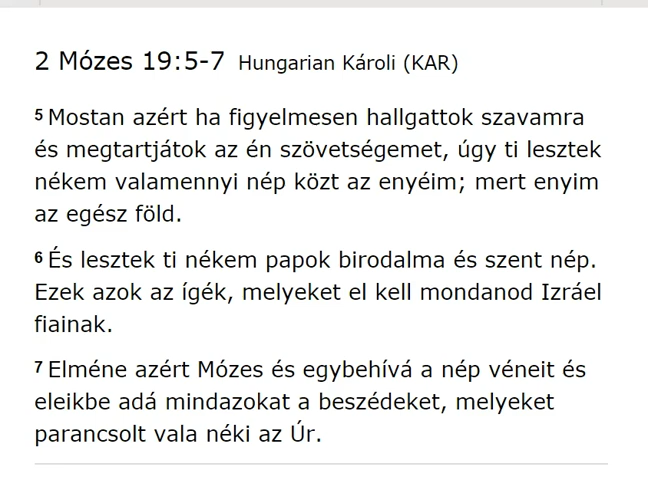 2 Mózes 19:5-7 Hungarian Károli (KAR)
5 Mostan azért ha figyelmesen hallgattok szavamra
és megtartjátok az én szövetségemet, úgy ti lesztek
nékem valamennyi nép közt az enyéim; mert enyim
az egész föld.
6 És lesztek ti nékem papok birodalma és szent nép.
Ezek azok az ígék, melyeket el kell mondanod Izráel
fiainak.
7 Elméne azért Mózes és egybehívá a nép véneit és
eleikbe adá mindazokat a beszédeket, melyeket
parancsolt vala néki az Úr.